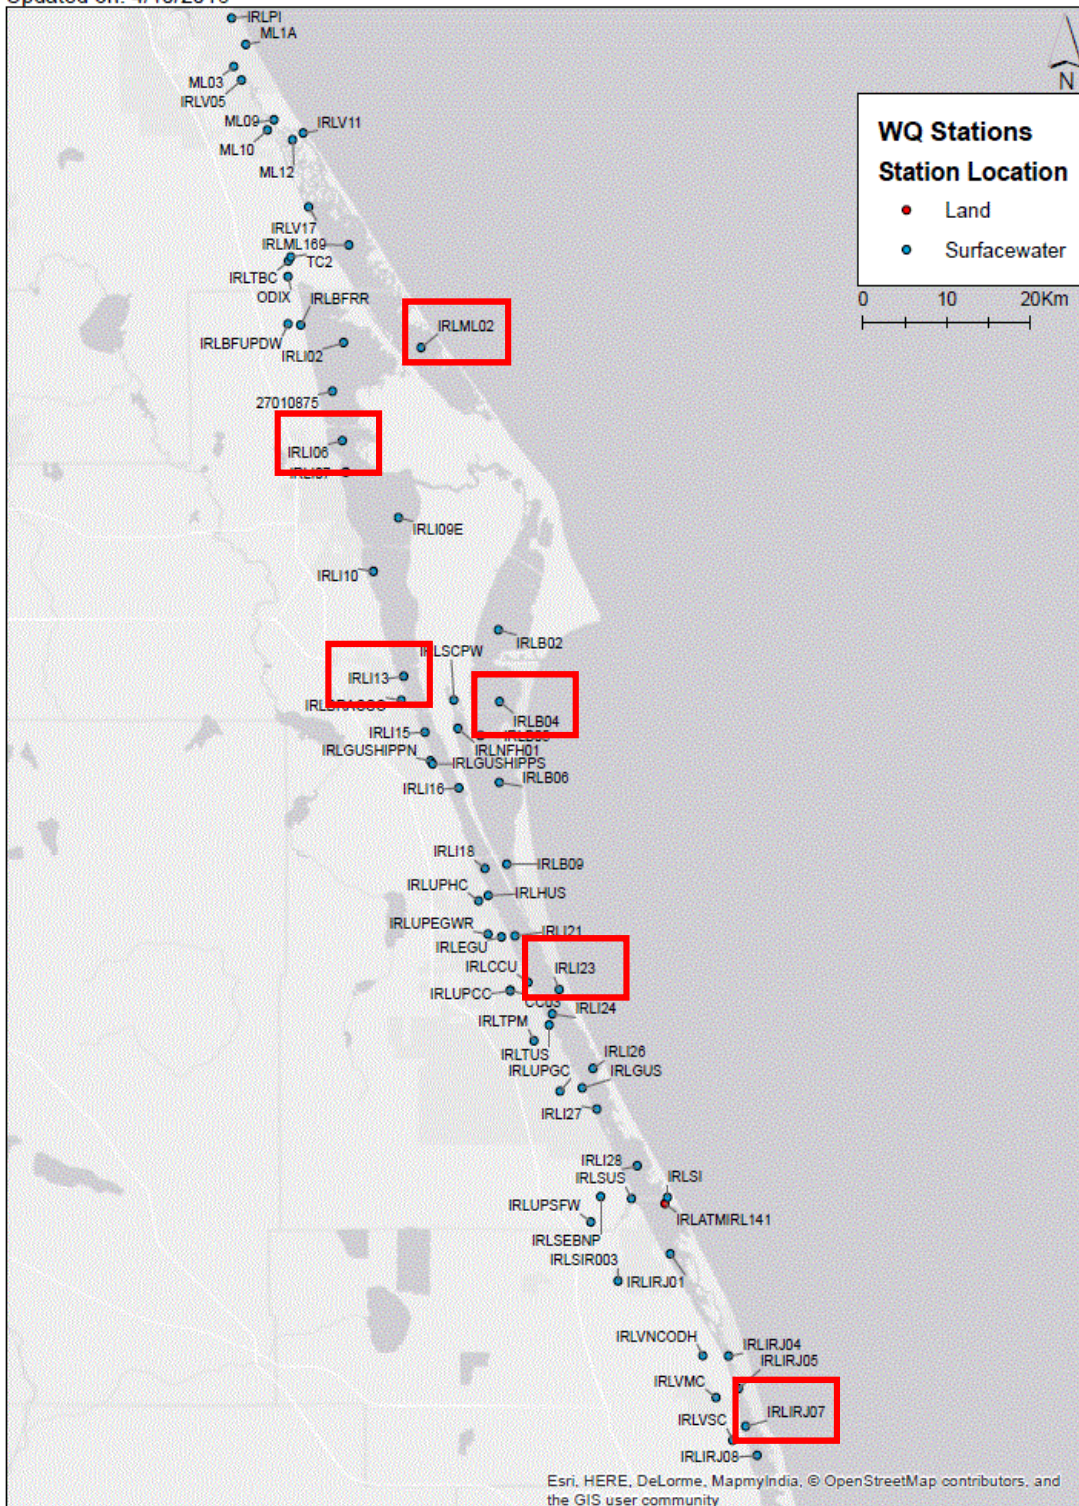 IRLPI
ML1A
ML03
IRLV05
ML09
IRLV11
ML10
ML12
IRLV17
IRLML169
TC2
IRLTBC
ODIX
IRLBFRR
IRLML02
IRLBFUPDW
IRLI02
27010875
IRLI06
IRLI07
IRLI09E
IRLI10
IRLB02
IRLSCPW
IRLI13
IRLB04
IRLI15
IRLNFH01
IRLGUSHIPPN
IRLGUSHIPPS
IRLB06
IRLI16
IRLI18
IRLB09
IRLUPHC
IRLHUS
IRLUPEGWR
IRLI21
IRLEGU
IRLCCU
IRLI23
IRLUPCC
CC03
IRLI24
IRLTPM
IRLTUS
IRLI26
IRLUPGC
IRLGUS
IRLI27
IRLI28
IRLSUS
IRLSI
IRLUPSFW
IRLATMIRL141
IRLSEBNP
IRLSIR003
IRLIRJ01
IRLVNCODH
IRLIRJ04
IRLIRJ05
IRLVMC
IRLVSC
IRLIRJ07
IRLIRJ08
N
WQ Stations
Station Location
Land
Surfacewater
0 10 20Km
Esri, HERE, DeLorme, MapmyIndia, © OpenStreetMap contributors, and
the GIS user community